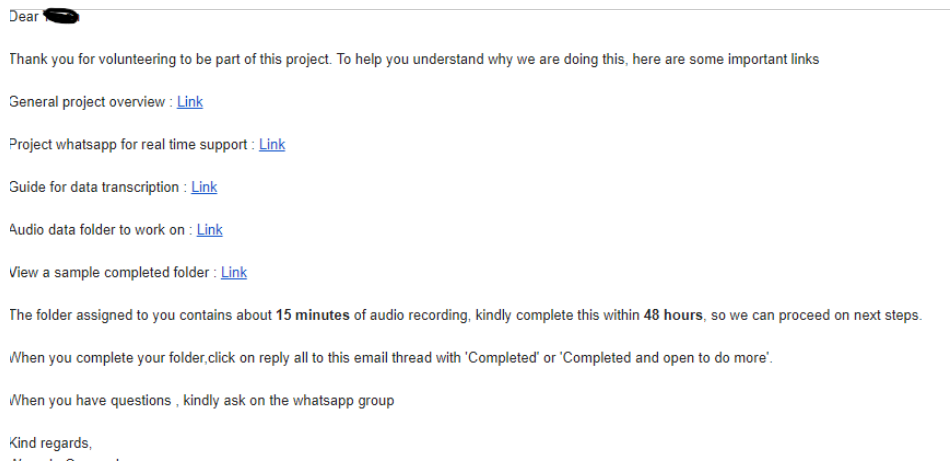 Dear
Thank you for volunteering to be part of this project. To help you understand why we are doing this, here are some important links
General project overview : Link
Project whatsapp for real time support : Link
Guide for data transcription : Link
Audio data folder to work on : Link
View a sample completed folder : Link
The folder assigned to you contains about 15 minutes of audio recording, kindly complete this within 48 hours, so we can proceed on next steps.
When you complete your folder,click on reply all to this email thread with 'Completed' or 'Completed and open to do more'.
When you have questions , kindly ask on the whatsapp group
Kind regards,